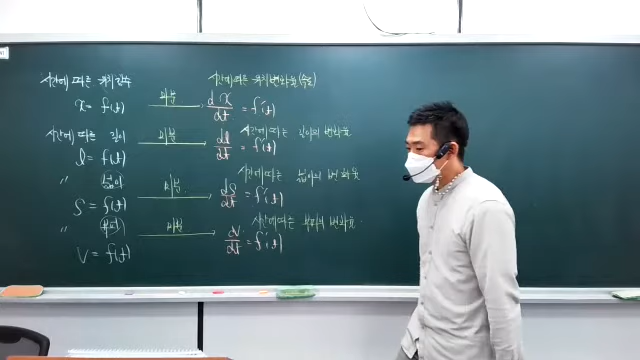 시간에 따른 위치 함수
시간에 따른 위치 변화율 (속도)
x = f(t) 미분 dx/dt = f'(t)
시간에 따른 길이
시간에 따른 길이의 변화율
l = f(t) 미분 dl/dt = f'(t)
〃 넓이
시간에 따른 넓이의 변화율
S = f(t) 미분 dS/dt = f'(t)
〃 부피
시간에 따른 부피의 변화율
V = f(t) 미분 dV/dt = f'(t)